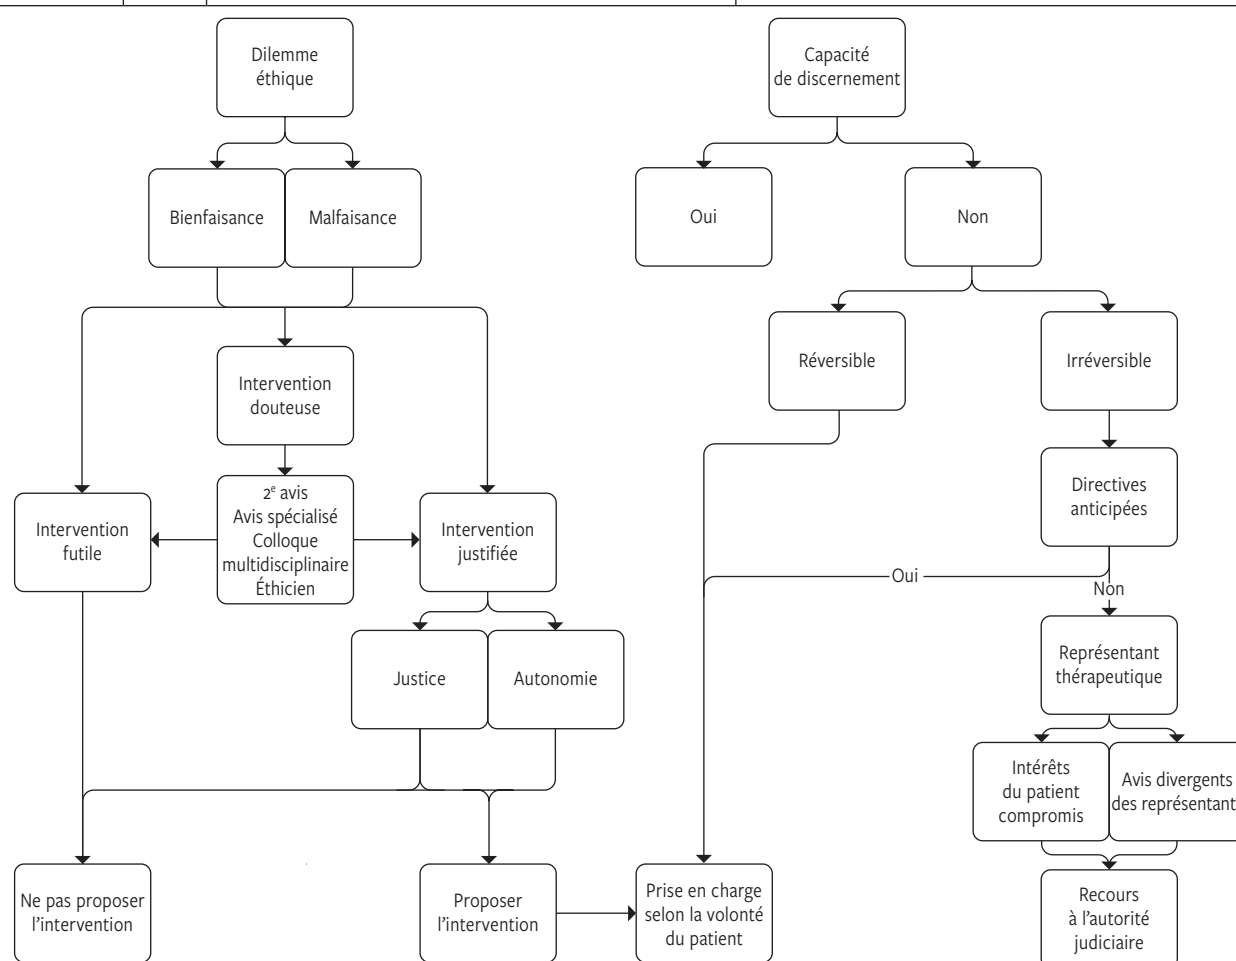 Dilemme
éthique
Capacité
de discernement
Bienfaisance
Malfaisance
Oui
Non
Réversible
Irréversible
Intervention
douteuse
Directives
anticipées
2e avis
Avis spécialisé
Colloque
multidisciplinaire
Éthicien
Intervention
futile
Intervention
justifiée
Oui
Non
Représentant
thérapeutique
Justice
Autonomie
Intérêts
du patient
compromis
Avis divergents
des représentant
Ne pas proposer
l'intervention
Proposer
l'intervention
Prise en charge
selon la volonté
du patient
Recours
à l'autorité
judiciaire